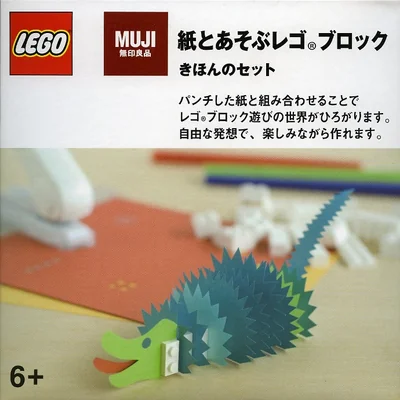 LEGO
MUJI
無印良品
紙とあそぶレゴ®ブロック
きほんのセット
パンチした紙と組み合わせることで
レゴ®ブロック遊びの世界がひろがります。
自由な発想で、楽しみながら作れます。
6+